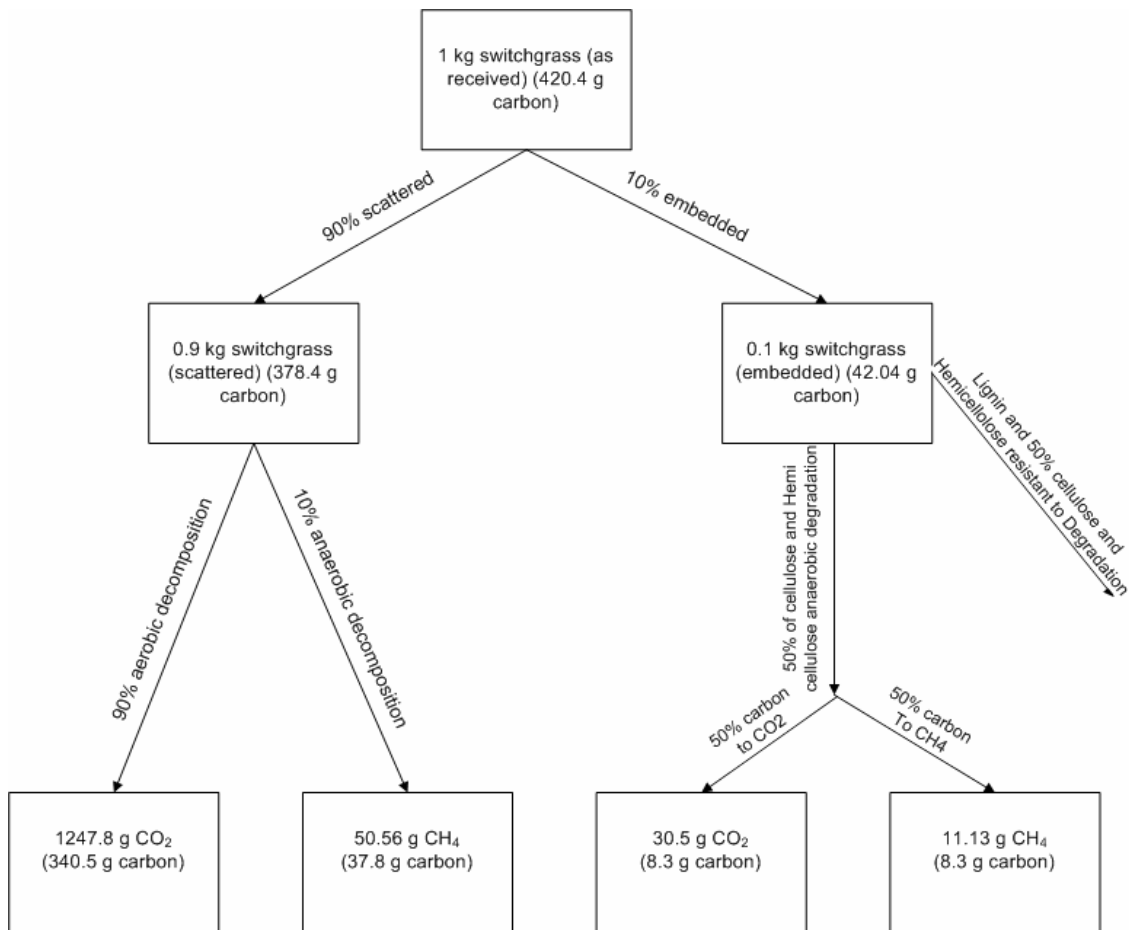 1 kg switchgrass (as
received) (420.4 g
carbon)
90% scattered
10% embedded
0.9 kg switchgrass
(scattered) (378.4 g
carbon)
0.1 kg switchgrass
(embedded) (42.04 g
carbon)
Lignin and 50% cellulose and
Hemicellolose resistant to Degradation
90% aerobic decomposition
10% anaerobic decomposition
50% of cellulose and Hemi
cellulose anaerobic degradation
50% carbon
to CO2
50% carbon
To CH4
1247.8 g CO₂
(340.5 g carbon)
50.56 g CH₄
(37.8 g carbon)
30.5 g CO₂
(8.3 g carbon)
11.13 g CH₄
(8.3 g carbon)